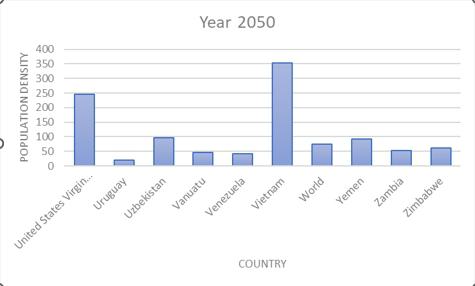 Year 2050
POPULATION DENSITY
400
350
300
250
200
150
100
50
0
United States Virgin...
Uruguay
Uzbekistan
Vanuatu
Venezuela
Vietnam
World
Yemen
Zambia
Zimbabwe
COUNTRY